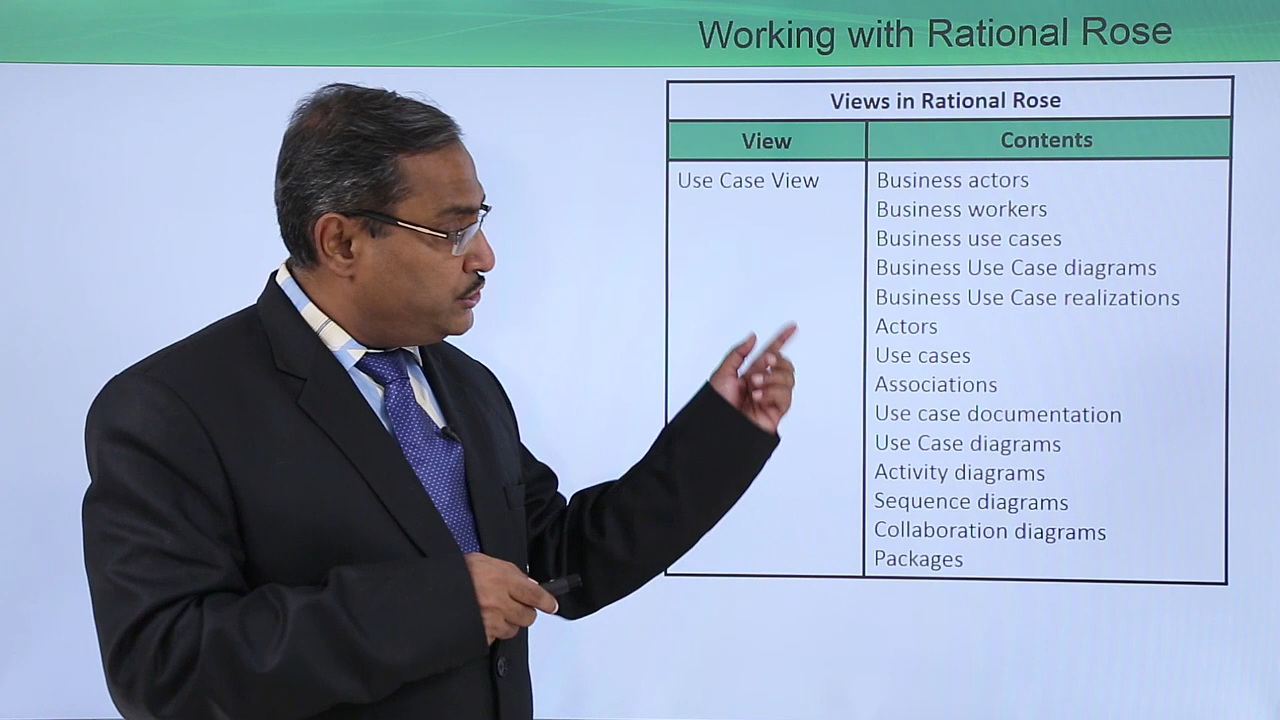 Working with Rational Rose
Views in Rational Rose
View Contents
Use Case View Business actors
Business workers
Business use cases
Business Use Case diagrams
Business Use Case realizations
Actors
Use cases
Associations
Use case documentation
Use Case diagrams
Activity diagrams
Sequence diagrams
Collaboration diagrams
Packages